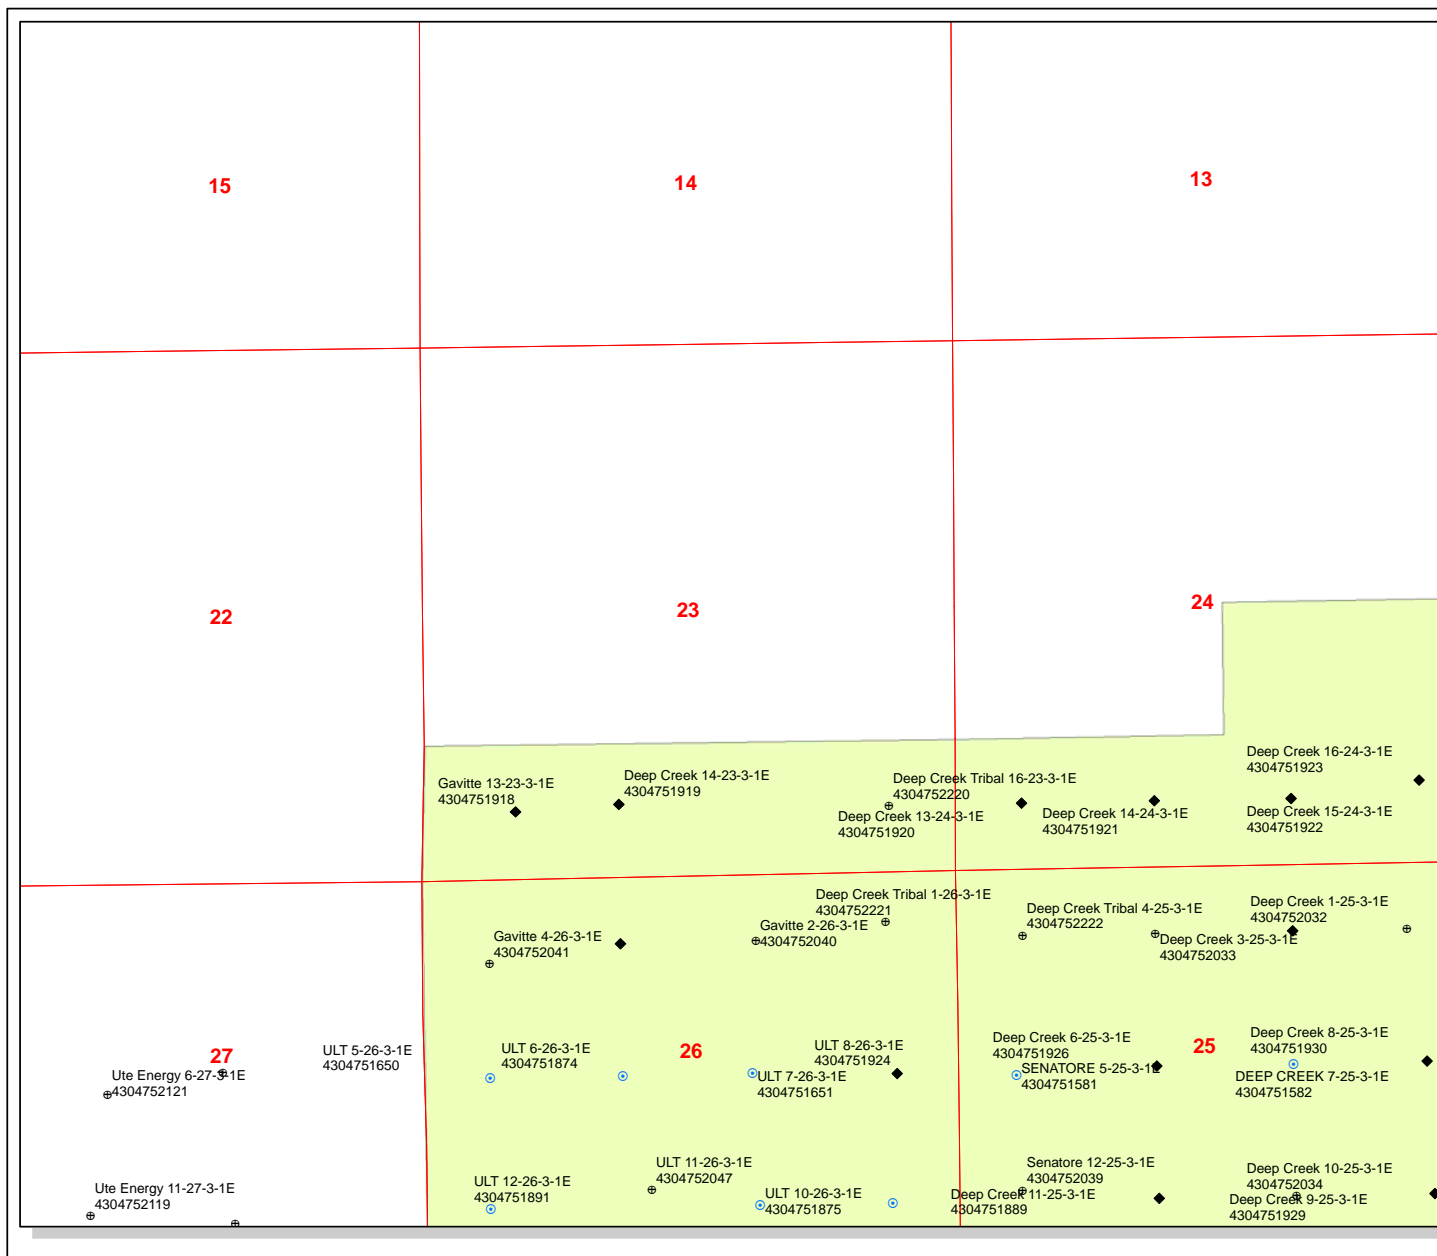 15
14
13
22
23
24
Deep Creek 16-24-3-1E
4304751923
Gavitte 13-23-3-1E
4304751918
Deep Creek 14-23-3-1E
4304751919
Deep Creek Tribal 16-23-3-1E
4304752220
Deep Creek 13-24-3-1E
4304751920
Deep Creek 14-24-3-1E
4304751921
Deep Creek 15-24-3-1E
4304751922
Deep Creek Tribal 1-26-3-1E
4304752221
Gavitte 2-26-3-1E
4304752040
Gavitte 4-26-3-1E
4304752041
Deep Creek Tribal 4-25-3-1E
4304752222
Deep Creek 1-25-3-1E
4304752032
Deep Creek 3-25-3-1E
4304752033
27
26
25
ULT 5-26-3-1E
4304751650
ULT 6-26-3-1E
4304751874
ULT 8-26-3-1E
4304751924
ULT 7-26-3-1E
4304751651
Deep Creek 6-25-3-1E
4304751926
SENATORE 5-25-3-1E
4304751581
Deep Creek 8-25-3-1E
4304751930
DEEP CREEK 7-25-3-1E
4304751582
Ute Energy 6-27-3-1E
4304752121
Ute Energy 11-27-3-1E
4304752119
ULT 12-26-3-1E
4304751891
ULT 11-26-3-1E
4304752047
ULT 10-26-3-1E
4304751875
Senatore 12-25-3-1E
4304752039
Deep Creek 11-25-3-1E
4304751889
Deep Creek 10-25-3-1E
4304752034
Deep Creek 9-25-3-1E
4304751929